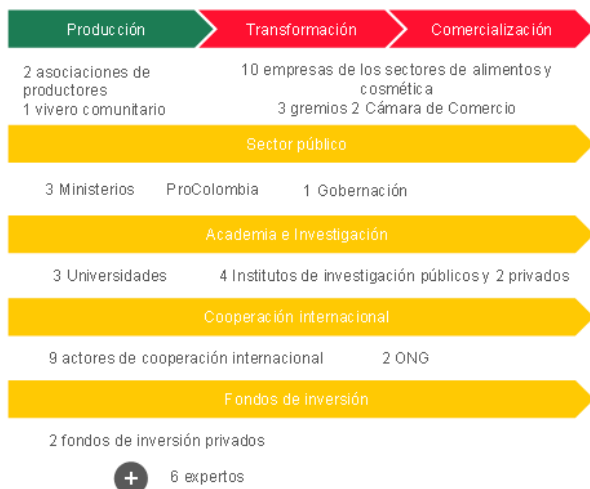 Producción
Transformación
Comercialización
2 asociaciones de
productores
1 vivero comunitario
10 empresas de los sectores de alimentos y
cosmética
3 gremios 2 Cámara de Comercio
Sector público
3 Ministerios ProColombia 1 Gobernación
Academia e Investigación
3 Universidades 4 Institutos de investigación públicos y 2 privados
Cooperación internacional
9 actores de cooperación internacional 2 ONG
Fondos de inversión
2 fondos de inversión privados
+ 6 expertos